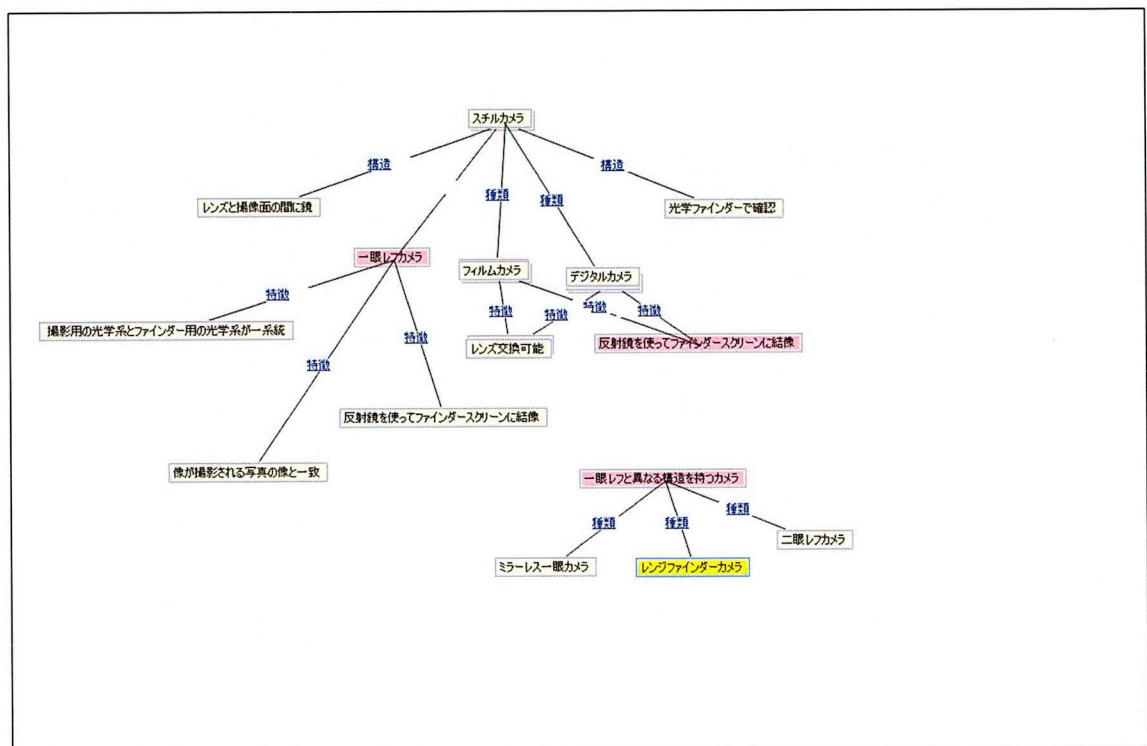 スチルカメラ
構造
構造
種類
種類
レンズと撮像面の間に鏡
光学ファインダーで確認
一眼レフカメラ
フィルムカメラ
デジタルカメラ
特徴
特徴
特徴
特徴
特徴
撮影用の光学系とファインダー用の光学系が一系統
特徴
レンズ交換可能
反射鏡を使ってファインダースクリーンに結像
特徴
反射鏡を使ってファインダースクリーンに結像
像が撮影される写真の像と一致
一眼レフと異なる構造を持つカメラ
種類
種類
種類
二眼レフカメラ
ミラーレス一眼カメラ
レンジファインダーカメラ